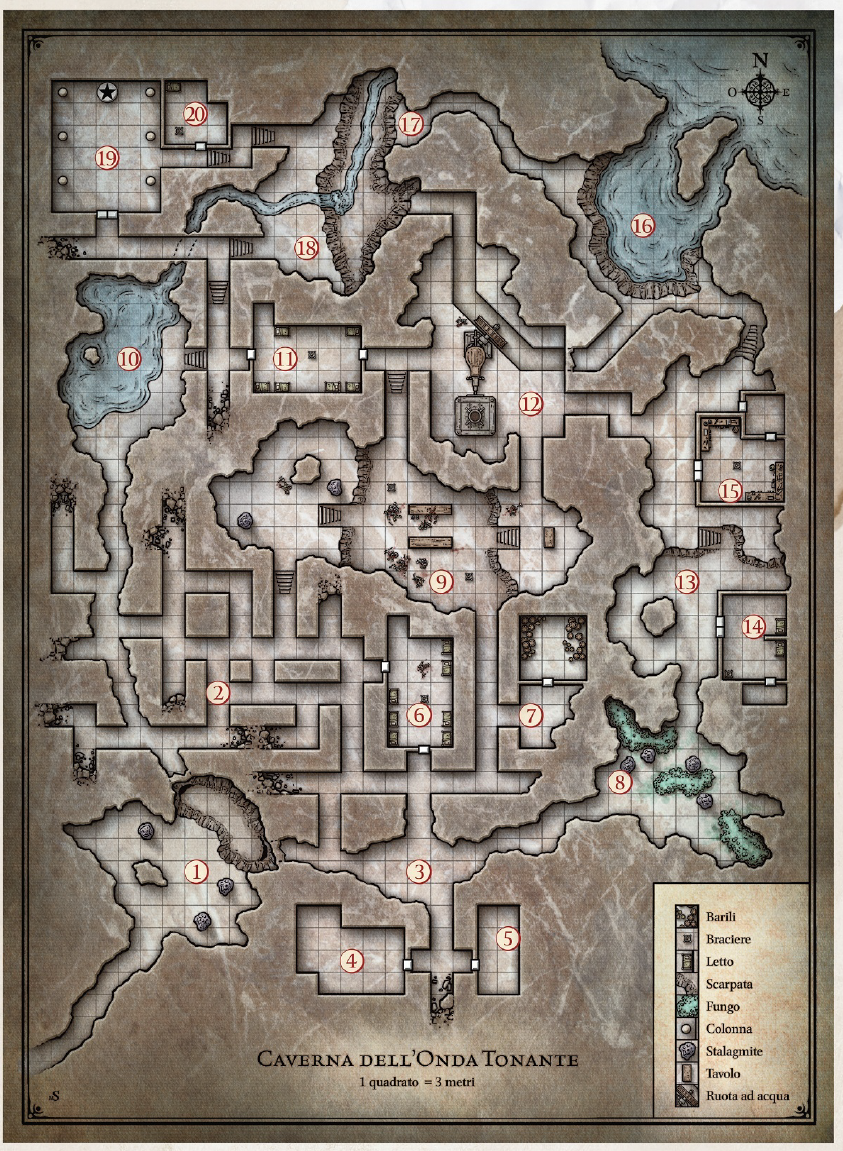 N
O E
S
17
20
19
16
18
10
11
12
15
9
13
14
2
6
7
8
1
3
5
4
Barili
Braciere
Letto
Scarpata
Fungo
Colonna
Stalagmite
Tavolo
Ruota ad acqua
Caverna dell'Onda Tonante
1 quadrato = 3 metri